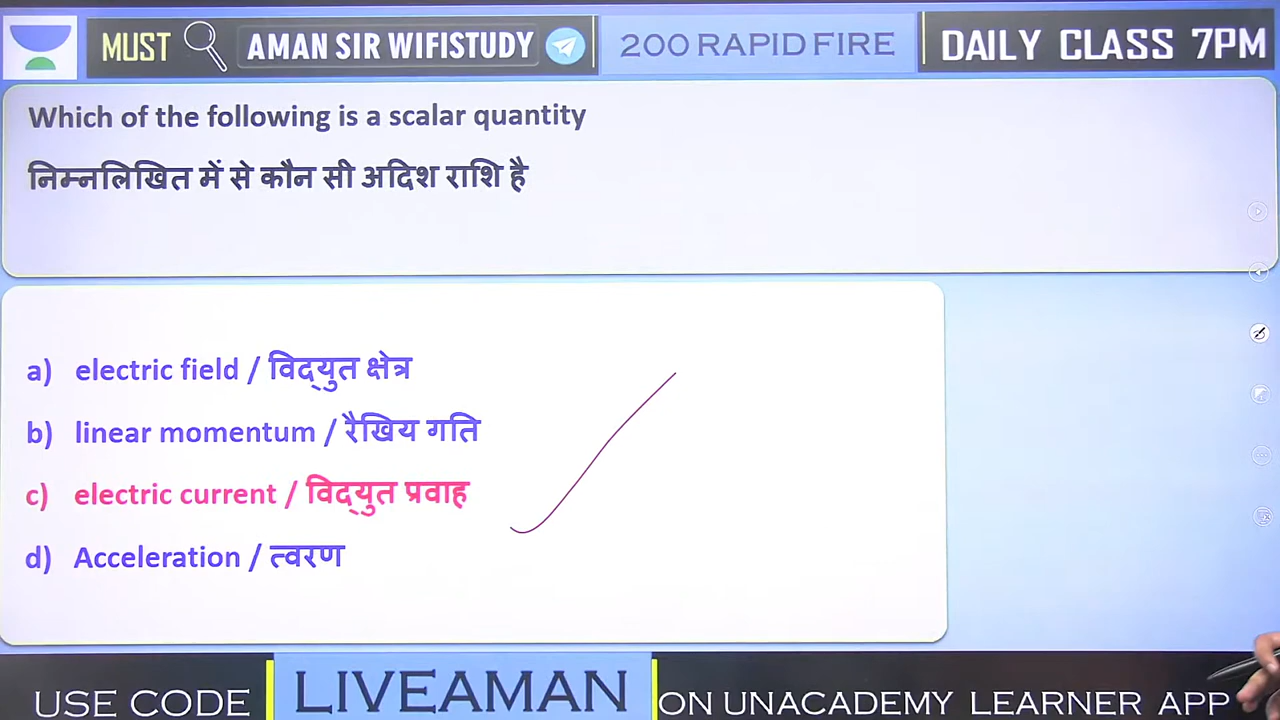 MUST AMAN SIR WIFISTUDY 200 RAPID FIRE DAILY CLASS 7PM
Which of the following is a scalar quantity
निम्नलिखित में से कौन सी अदिश राशि है
a) electric field / विद्युत क्षेत्र
b) linear momentum / रैखिय गति
c) electric current / विद्युत प्रवाह
d) Acceleration / त्वरण
USE CODE LIVEAMAN ON UNACADEMY LEARNER APP